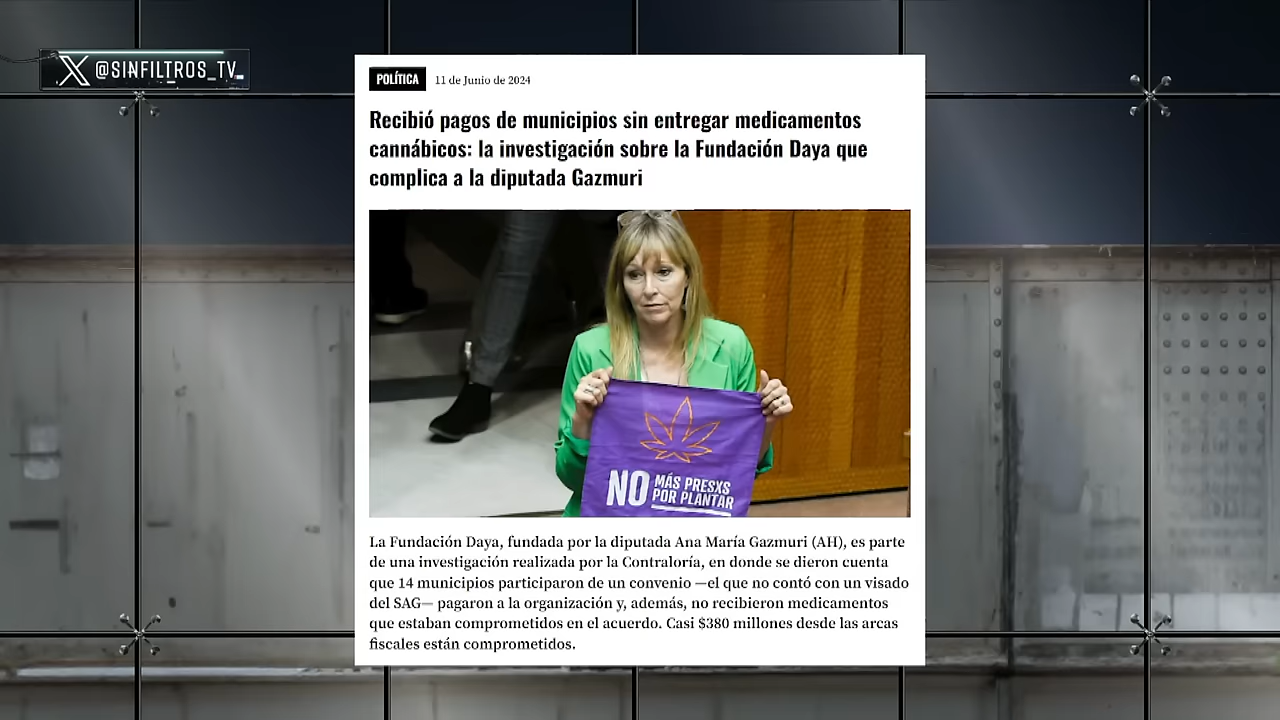 @SINFILTROS_TV_
POLÍTICA 11 de Junio de 2024
Recibió pagos de municipios sin entregar medicamentos
cannábicos: la investigación sobre la Fundación Daya que
complica a la diputada Gazmuri
NO MÁS PRESXS
POR PLANTAR
La Fundación Daya, fundada por la diputada Ana María Gazmuri (AH), es parte
de una investigación realizada por la Contraloría, en donde se dieron cuenta
que 14 municipios participaron de un convenio —el que no contó con un visado
del SAG— pagaron a la organización y, además, no recibieron medicamentos
que estaban comprometidos en el acuerdo. Casi $380 millones desde las arcas
fiscales están comprometidos.